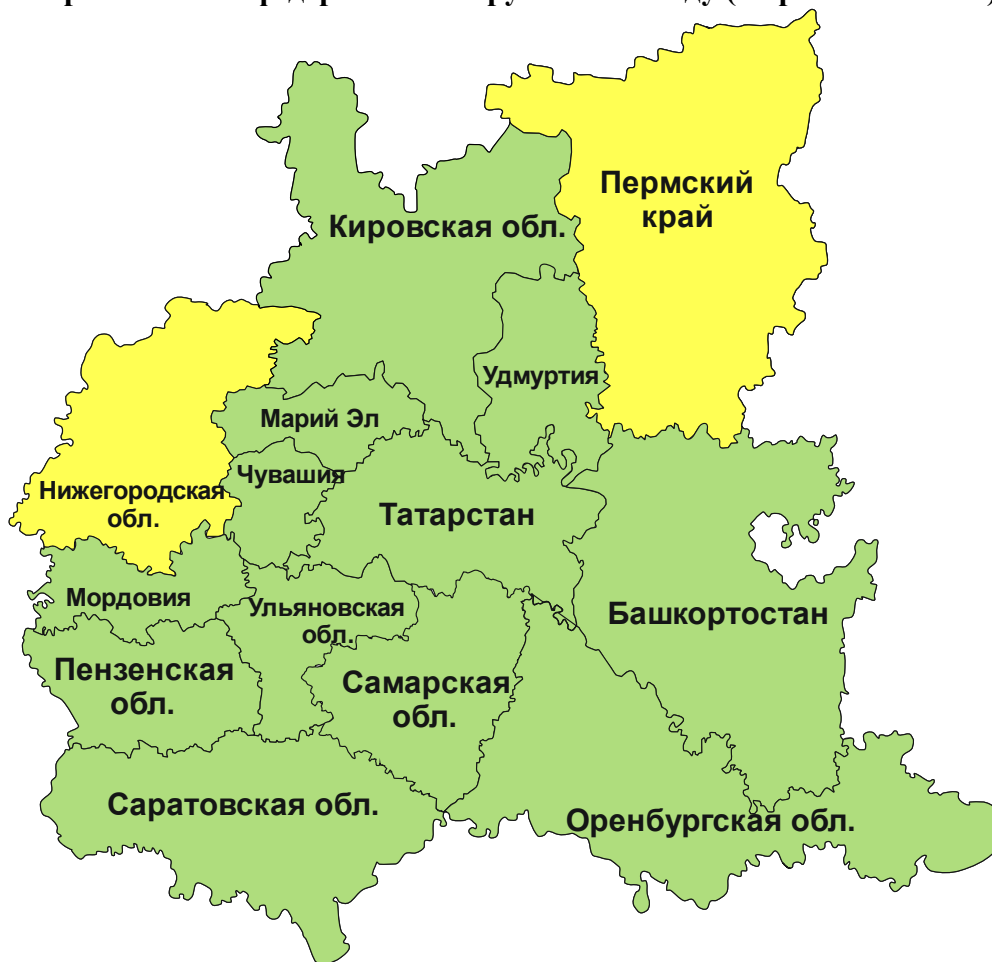 Пермский
край
Кировская обл.
Удмуртия
Марий Эл
Чувашия
Нижегородская
обл.
Татарстан
Мордовия
Ульяновская
обл.
Башкортостан
Пензенская
обл.
Самарская
обл.
Саратовская обл.
Оренбургская обл.